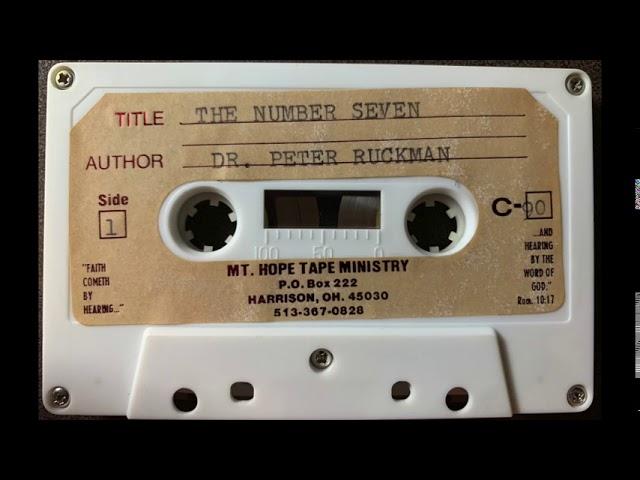 TITLE THE NUMBER SEVEN
AUTHOR DR. PETER RUCKMAN
Side
1
C-90
100 50 0
"FAITH
COMETH
BY
HEARING..."
MT. HOPE TAPE MINISTRY
P.O. Box 222
HARRISON, OH. 45030
513-367-0828
...AND
HEARING
BY THE
WORD OF
GOD."
Rom. 10:17